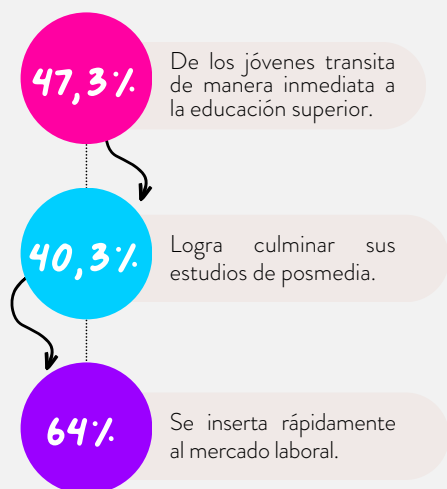 47,3%
De los jóvenes transita
de manera inmediata a
la educación superior.
40,3%
Logra culminar sus
estudios de posmedia.
64%
Se inserta rápidamente
al mercado laboral.